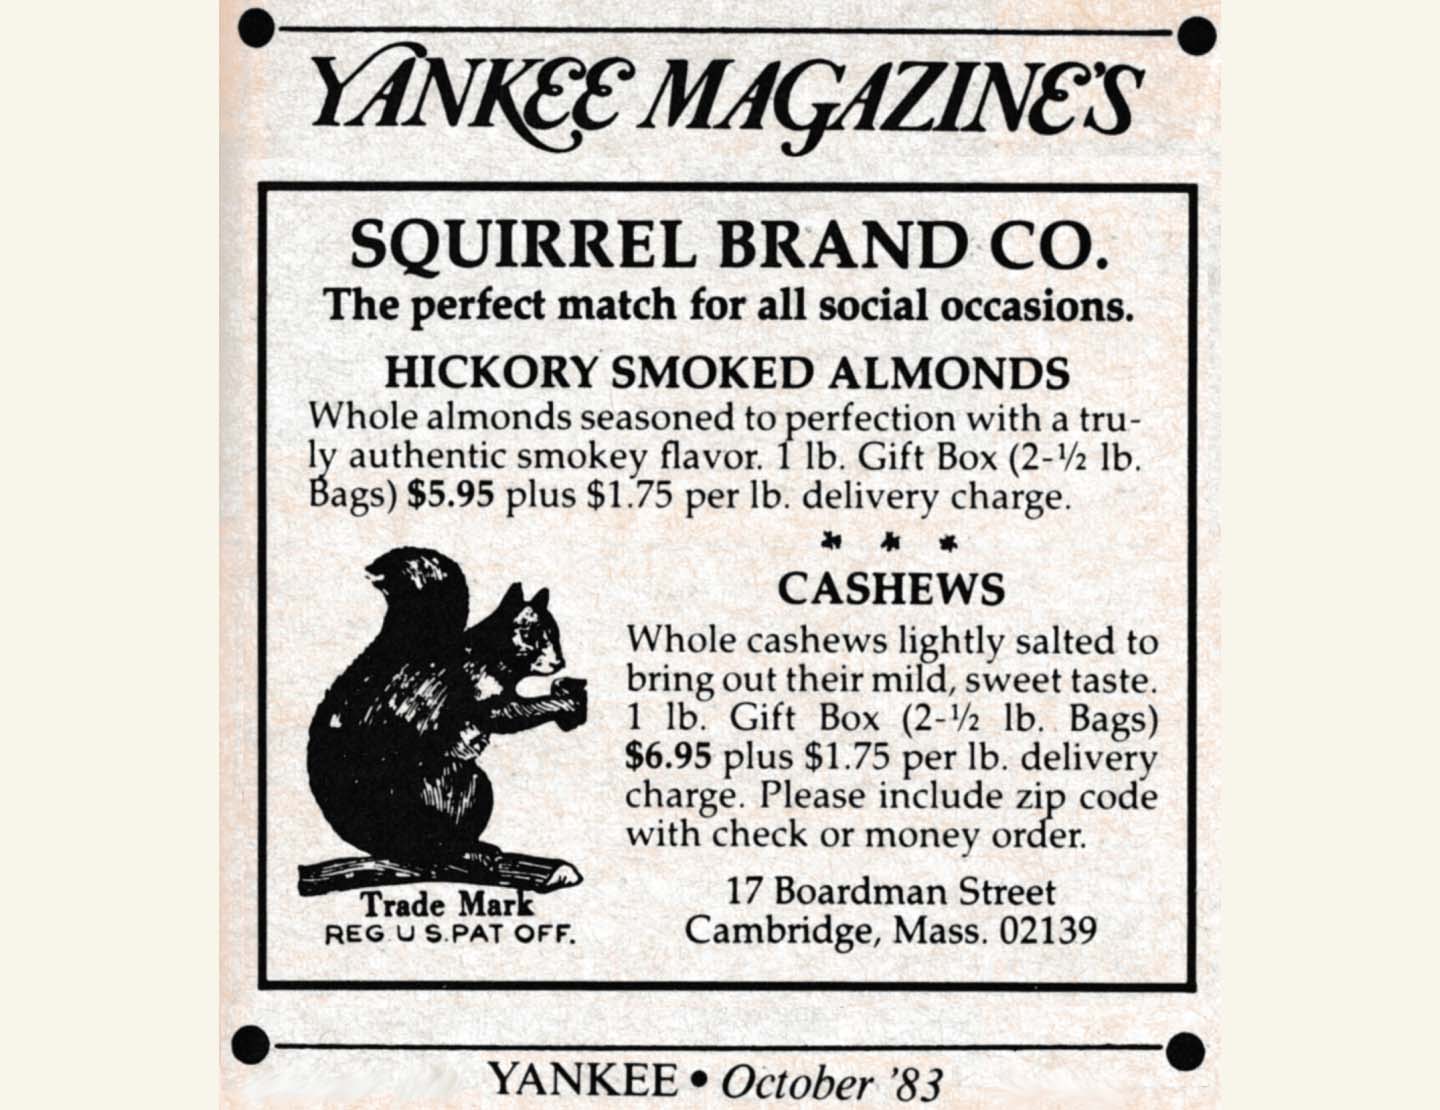 YANKEE MAGAZINE'S
SQUIRREL BRAND CO.
The perfect match for all social occasions.
HICKORY SMOKED ALMONDS
Whole almonds seasoned to perfection with a tru-
ly authentic smokey flavor. 1 lb. Gift Box (2-½ lb.
Bags) $5.95 plus $1.75 per lb. delivery charge.
* * *
CASHEWS
Whole cashews lightly salted to
bring out their mild, sweet taste.
1 lb. Gift Box (2-½ lb. Bags)
$6.95 plus $1.75 per lb. delivery
charge. Please include zip code
with check or money order.
17 Boardman Street
Cambridge, Mass. 02139
Trade Mark
REG U S. PAT OFF.
YANKEE • October '83